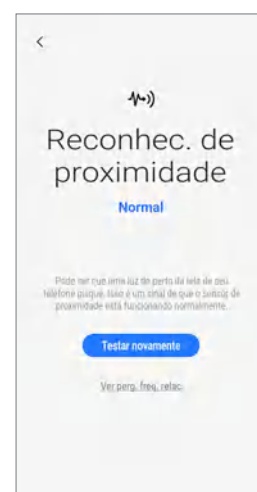 Reconhec. de
proximidade
Normal
Pode ser que uma luz do perto da tela de seu
telefone pisque. Isso é um sinal de que o sensor de
proximidade está funcionando normalmente.
Testar novamente
Ver perg. freq. relac.